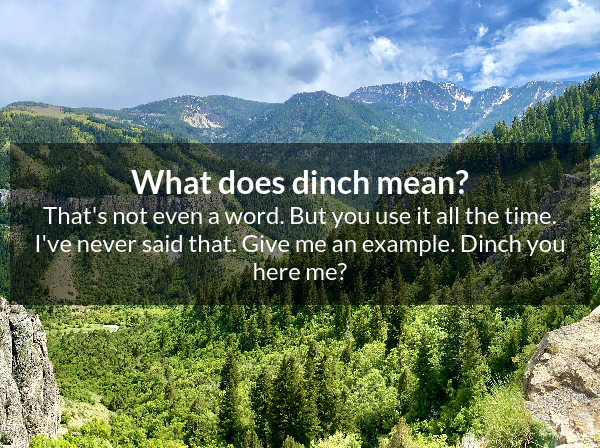 What does dinch mean?
That's not even a word. But you use it all the time.
I've never said that. Give me an example. Dinch you
here me?